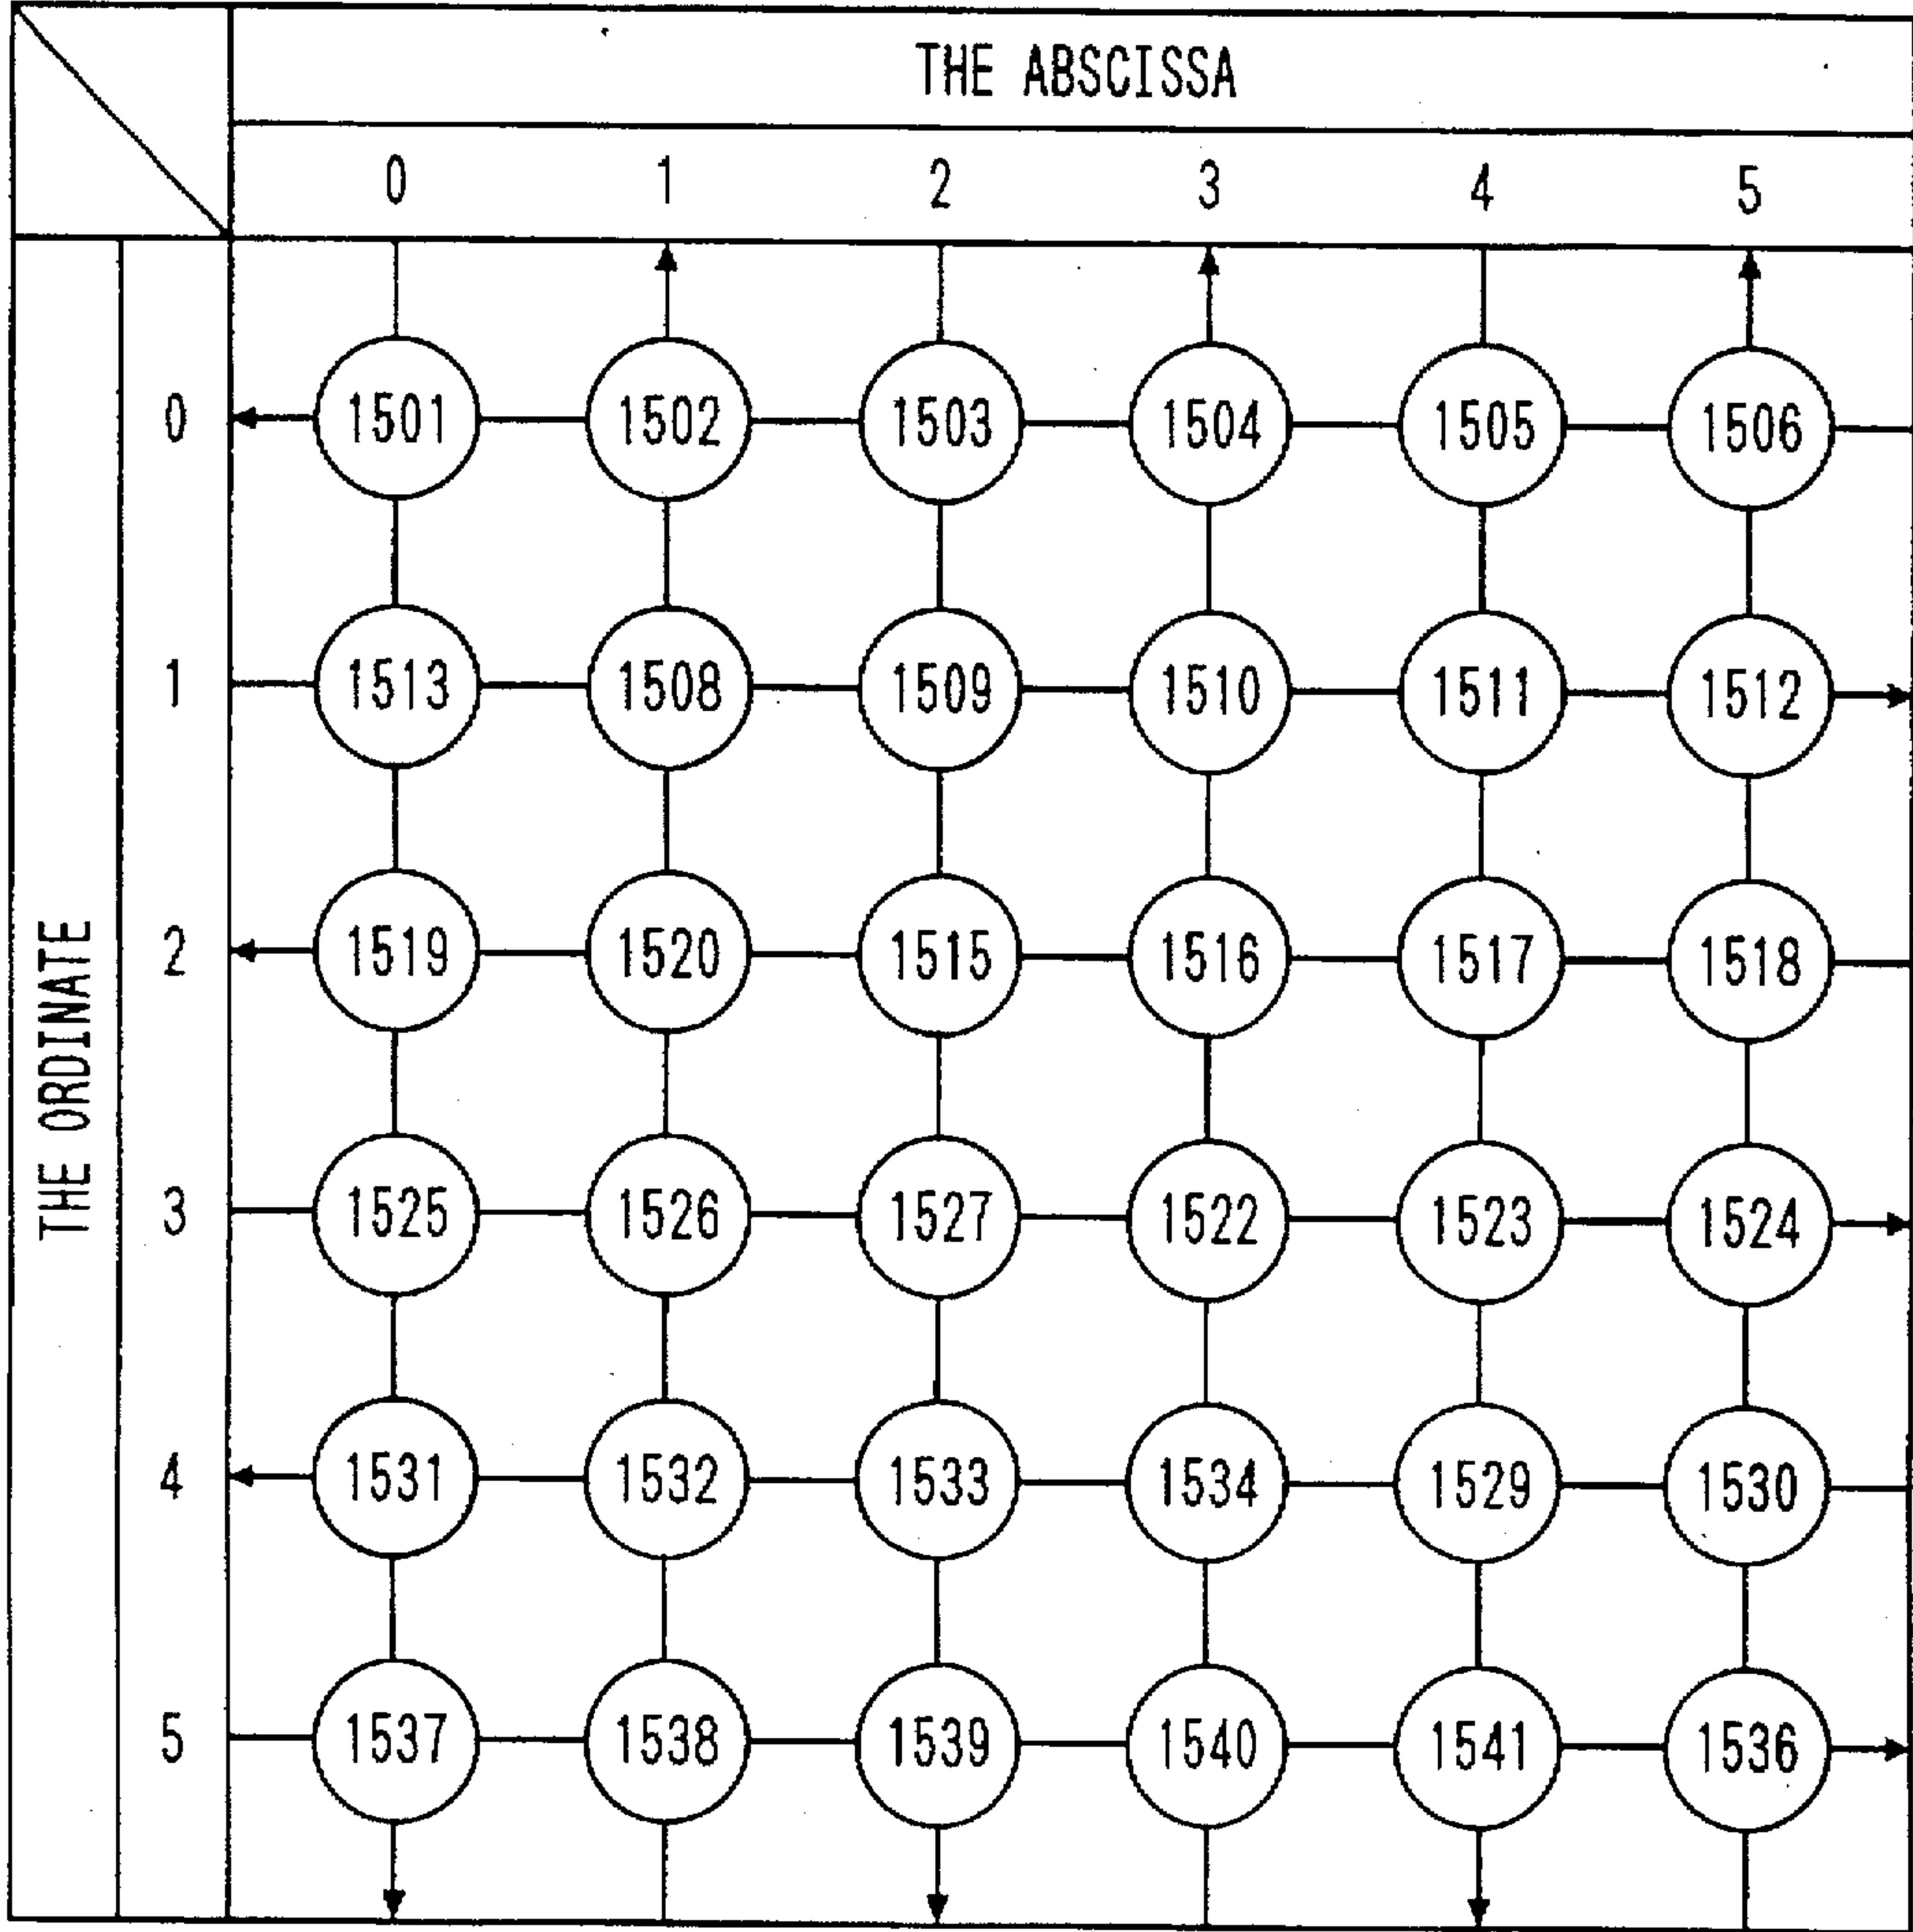 THE ABSCISSA
0 1 2 3 4 5
THE ORDINATE
0 1501 1502 1503 1504 1505 1506
1 1513 1508 1509 1510 1511 1512
2 1519 1520 1515 1516 1517 1518
3 1525 1526 1527 1522 1523 1524
4 1531 1532 1533 1534 1529 1530
5 1537 1538 1539 1540 1541 1536